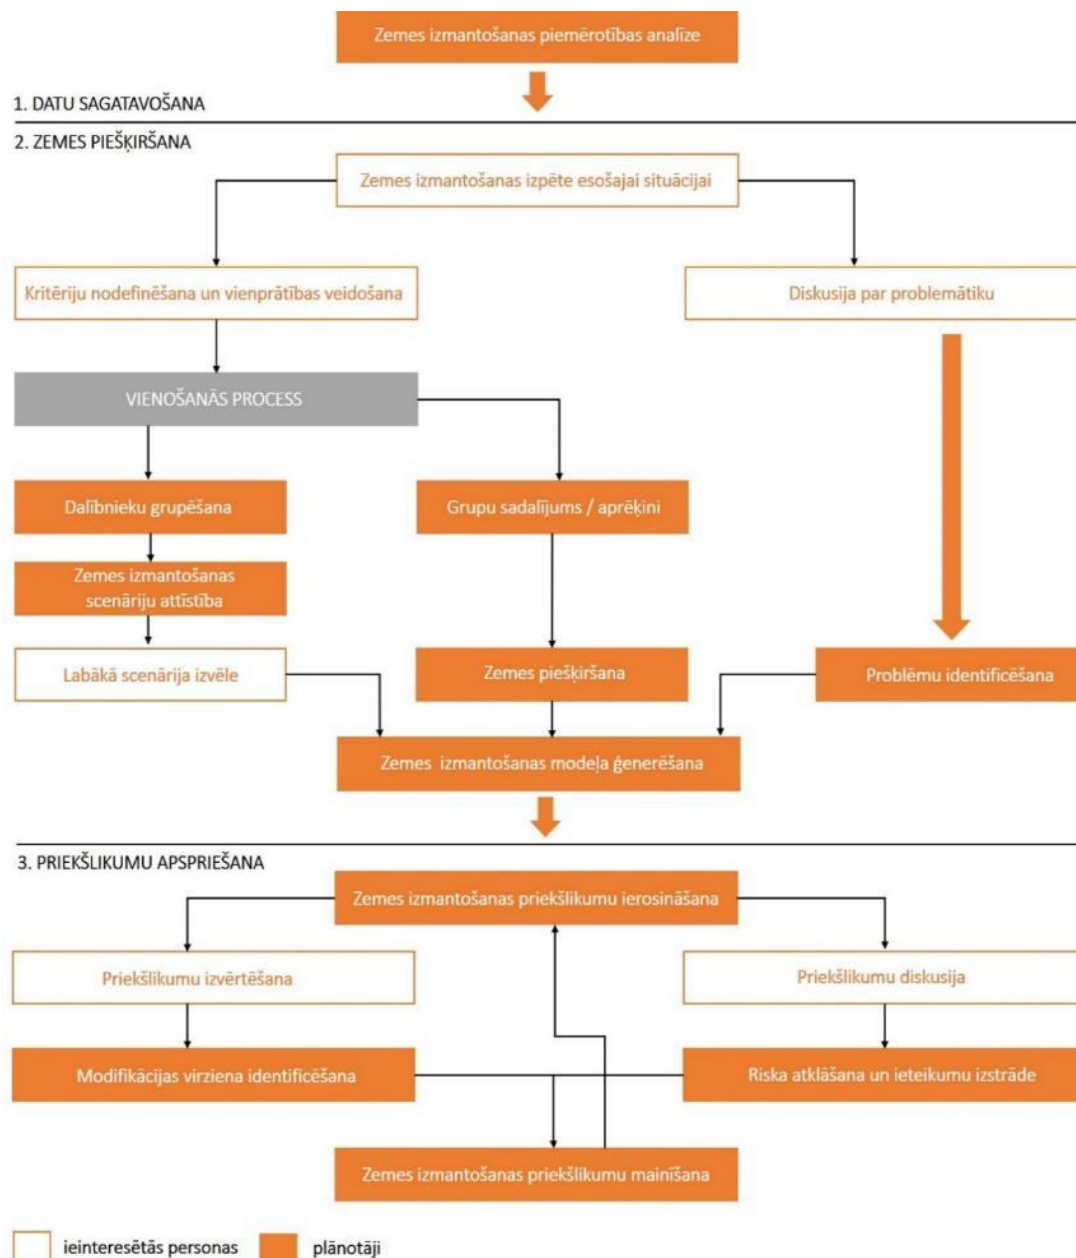 Zemes izmantošanas piemērotības analīze
1. DATU SAGATAVOŠANA
2. ZEMES PIEŠĶIRŠANA
Zemes izmantošanas izpēte esošajai situācijai
Kritēriju nodefinēšana un vienprātības veidošana
Diskusija par problemātiku
VIENOŠANĀS PROCESS
Dalībnieku grupēšana
Grupu sadalījums / aprēķini
Zemes izmantošanas
scenāriju attīstība
Labākā scenārija izvēle
Zemes piešķiršana
Problēmu identificēšana
Zemes izmantošanas modeļa ģenerēšana
3. PRIEKŠLIKUMU APSPRIEŠANA
Zemes izmantošanas priekšlikumu ierosināšana
Priekšlikumu izvērtēšana
Priekšlikumu diskusija
Modifikācijas virziena identificēšana
Riska atklāšana un ieteikumu izstrāde
Zemes izmantošanas priekšlikumu mainīšana
ieinteresētās personas
plānotāji